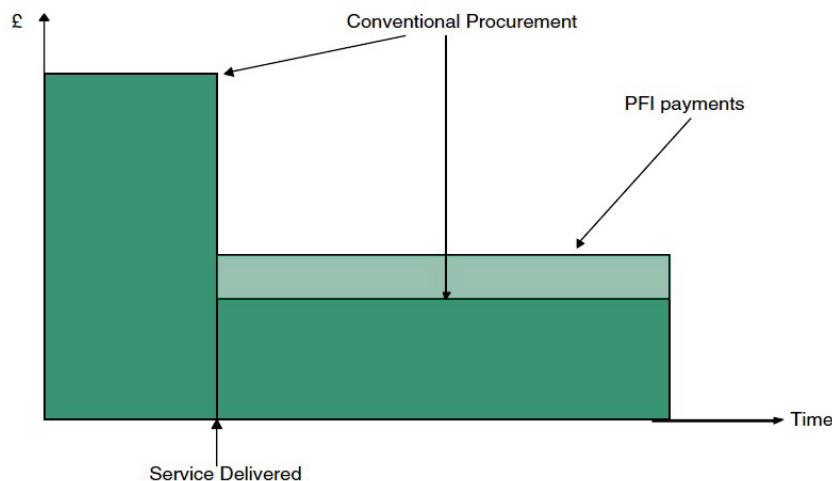 £
Conventional Procurement
PFI payments
Time
Service Delivered